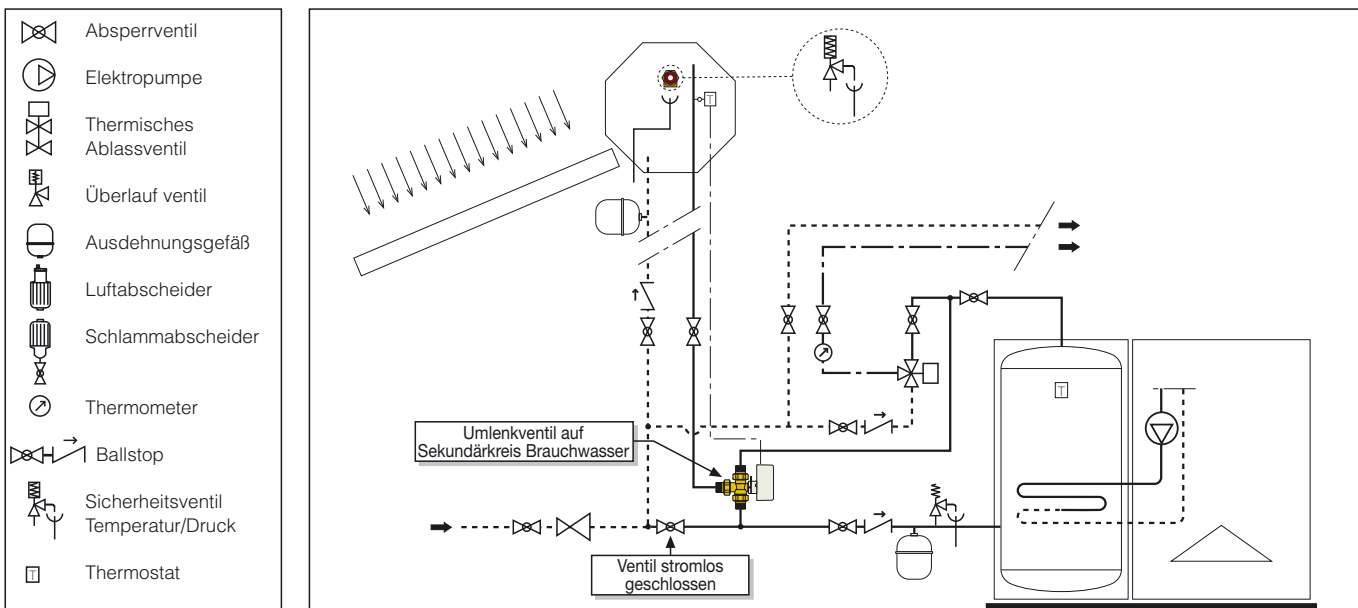 Absperrventil
Elektropumpe
Thermisches
Ablassventil
Überlauf ventil
Ausdehnungsgefäß
Luftabscheider
Schlammabscheider
Thermometer
Ballstop
Sicherheitsventil
Temperatur/Druck
T
Thermostat
T
T
Umlenkventil auf
Sekundärkreis Brauchwasser
Ventil stromlos
geschlossen